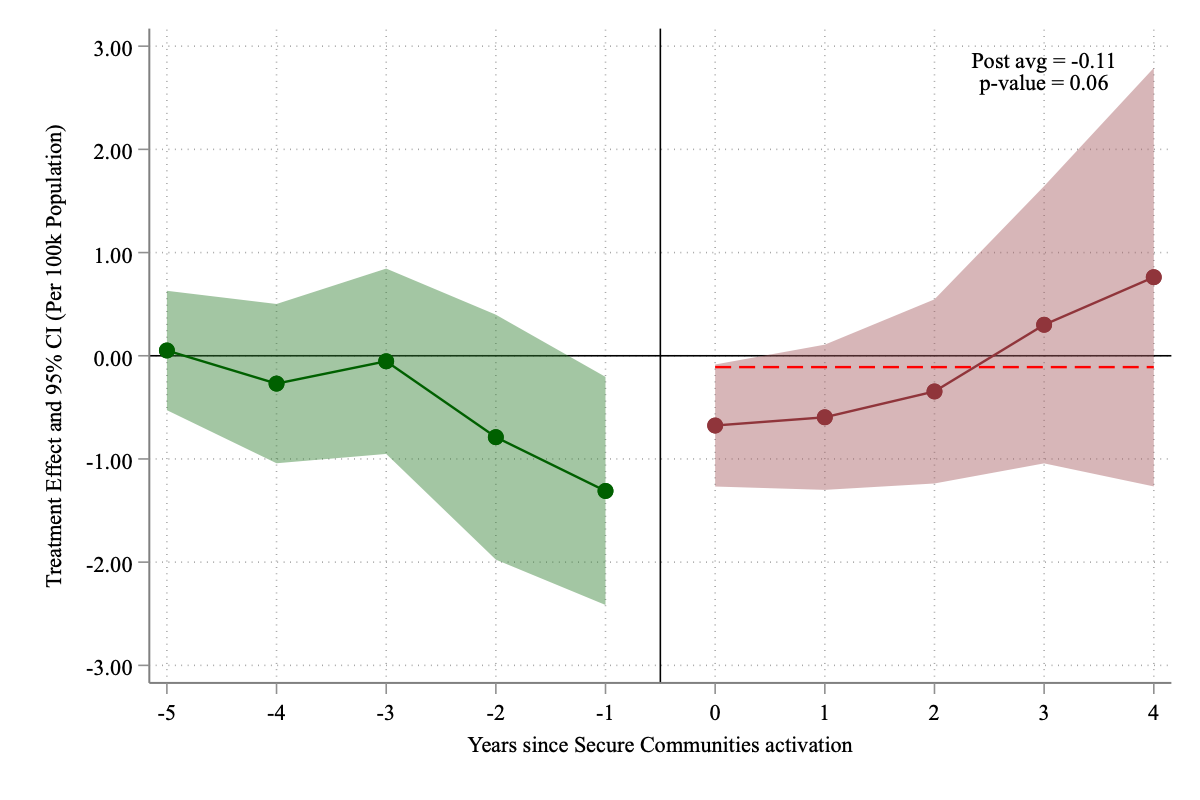 Treatment Effect and 95% CI (Per 100k Population)
3.00
2.00
1.00
0.00
-1.00
-2.00
-3.00
Post avg = -0.11
p-value = 0.06
-5 -4 -3 -2 -1 0 1 2 3 4
Years since Secure Communities activation